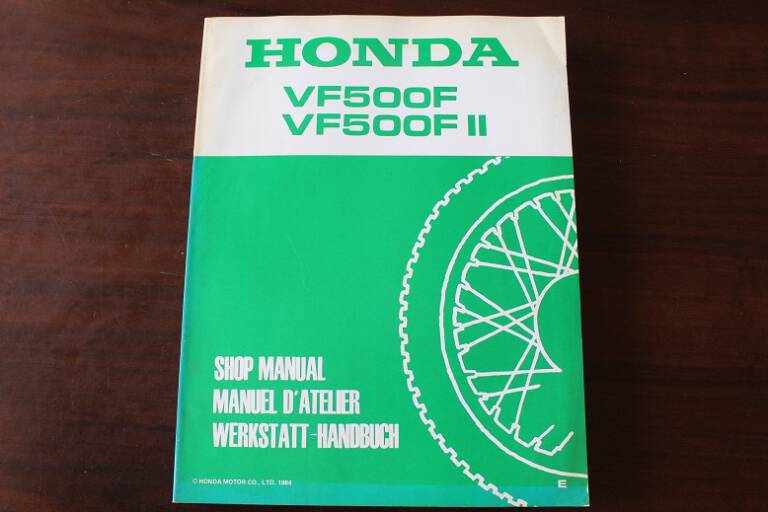 HONDA
VF500F
VF500F II
SHOP MANUAL
MANUEL D'ATELIER
WERKSTATT-HANDBUCH
© HONDA MOTOR CO., LTD. 1984
E